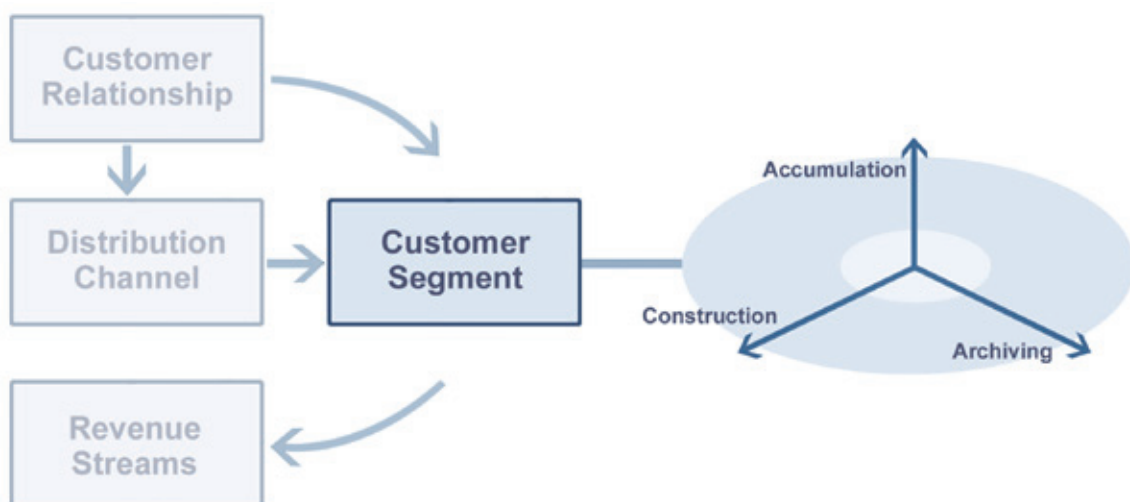 Customer
Relationship
Distribution
Channel
Customer
Segment
Revenue
Streams
Accumulation
Construction
Archiving